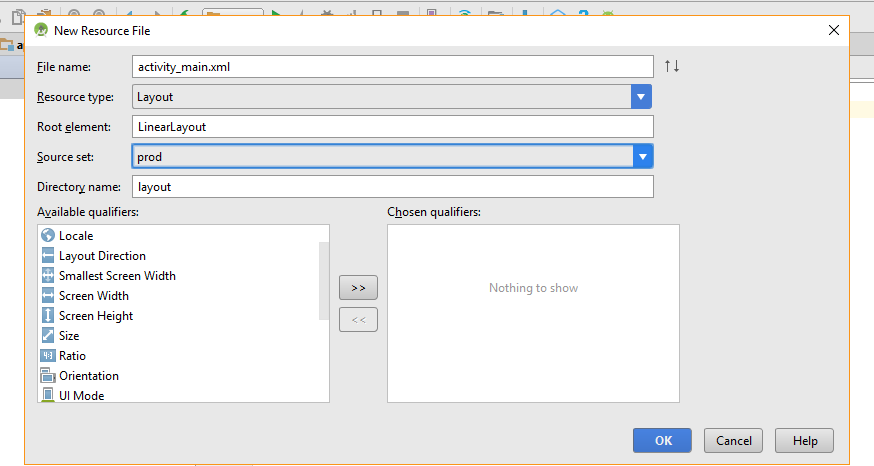 New Resource File
File name: activity_main.xml
Resource type: Layout
Root element: LinearLayout
Source set: prod
Directory name: layout
Available qualifiers: Chosen qualifiers:
Locale
Layout Direction
Smallest Screen Width
Screen Width
Screen Height
Size
Ratio
Orientation
UI Mode
>>
<<
Nothing to show
OK Cancel Help